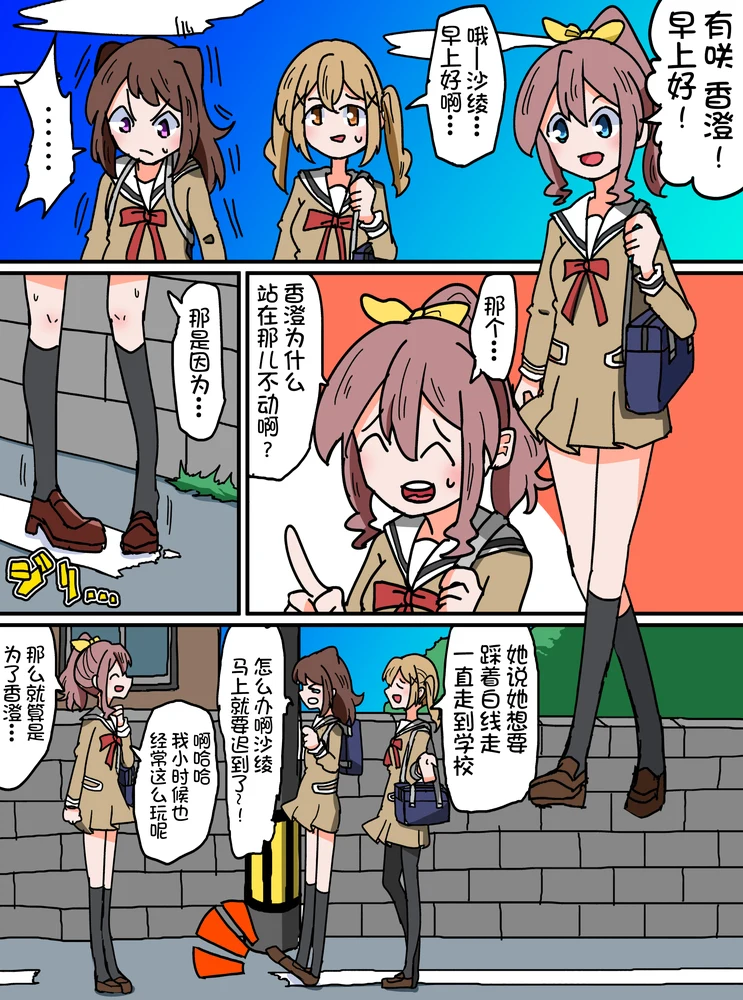 有咲 香澄！
早上好！
哦—沙绫…
早上好啊……
……
那个…
香澄为什么
站在那儿不动啊？
那是因为…
ジリ…
她说她想要
踩着白线走
一直走到学校
怎么办啊沙绫
马上就要迟到了~！
啊哈哈
我小时候也
经常这么玩呢
那么就算是
为了香澄…